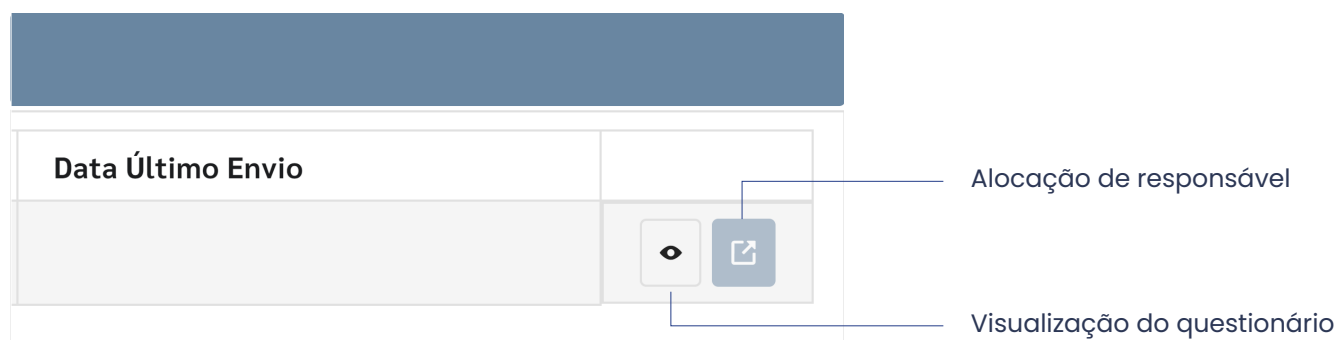 Data Último Envio
Alocação de responsável
Visualização do questionário